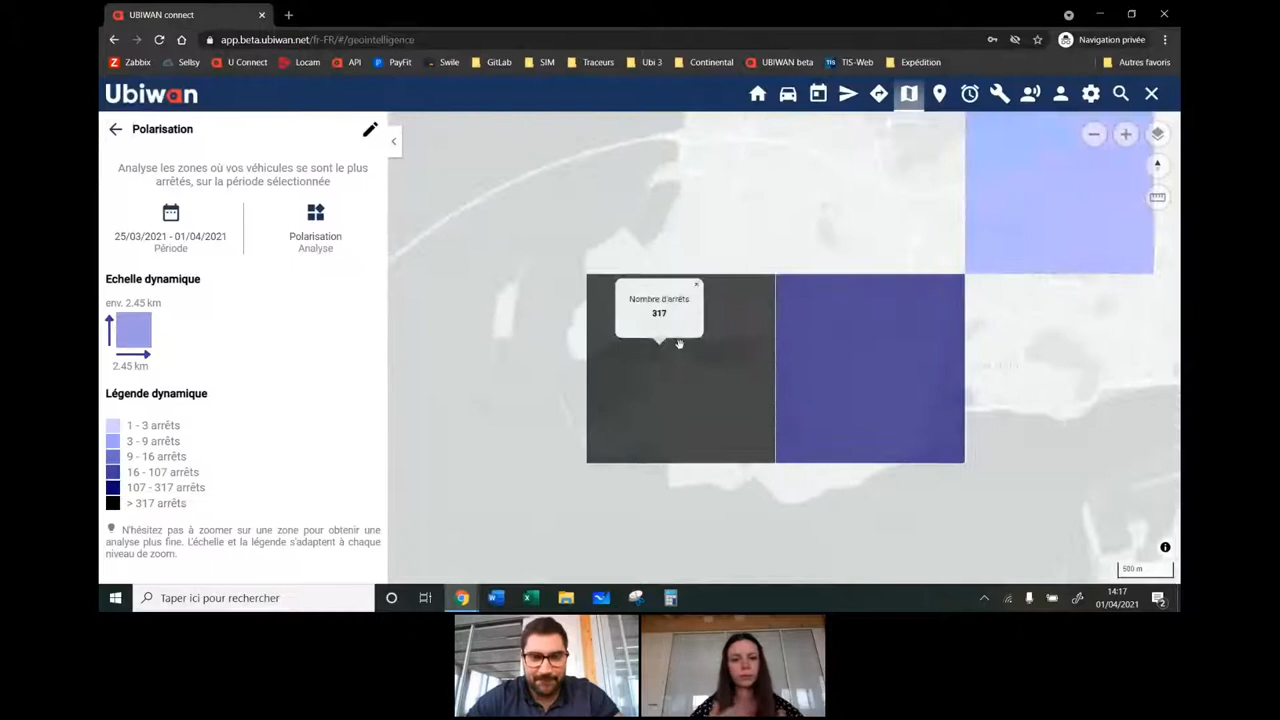 UBIWAN connect
app.beta.ubiwan.net/fr-FR/#/geointelligence
Navigation privée
Zabbix Sellsy U Connect Locam API PayFit Swile GitLab SIM Traceurs Ubi 3 Continental UBIWAN beta TIS-Web Expédition Autres favoris
Ubiwan
Polarisation
Analyse les zones où vos véhicules se sont le plus
arrêtés, sur la période sélectionnée
25/03/2021 - 01/04/2021
Période
Polarisation
Analyse
Echelle dynamique
env. 2.45 km
2.45 km
Légende dynamique
1 - 3 arrêts
3 - 9 arrêts
9 - 16 arrêts
16 - 107 arrêts
107 - 317 arrêts
> 317 arrêts
N'hésitez pas à zoomer sur une zone pour obtenir une
analyse plus fine. L'échelle et la légende s'adaptent à chaque
niveau de zoom.
Nombre d'arrêts
317
500 m
Taper ici pour rechercher
14:17
01/04/2021
2